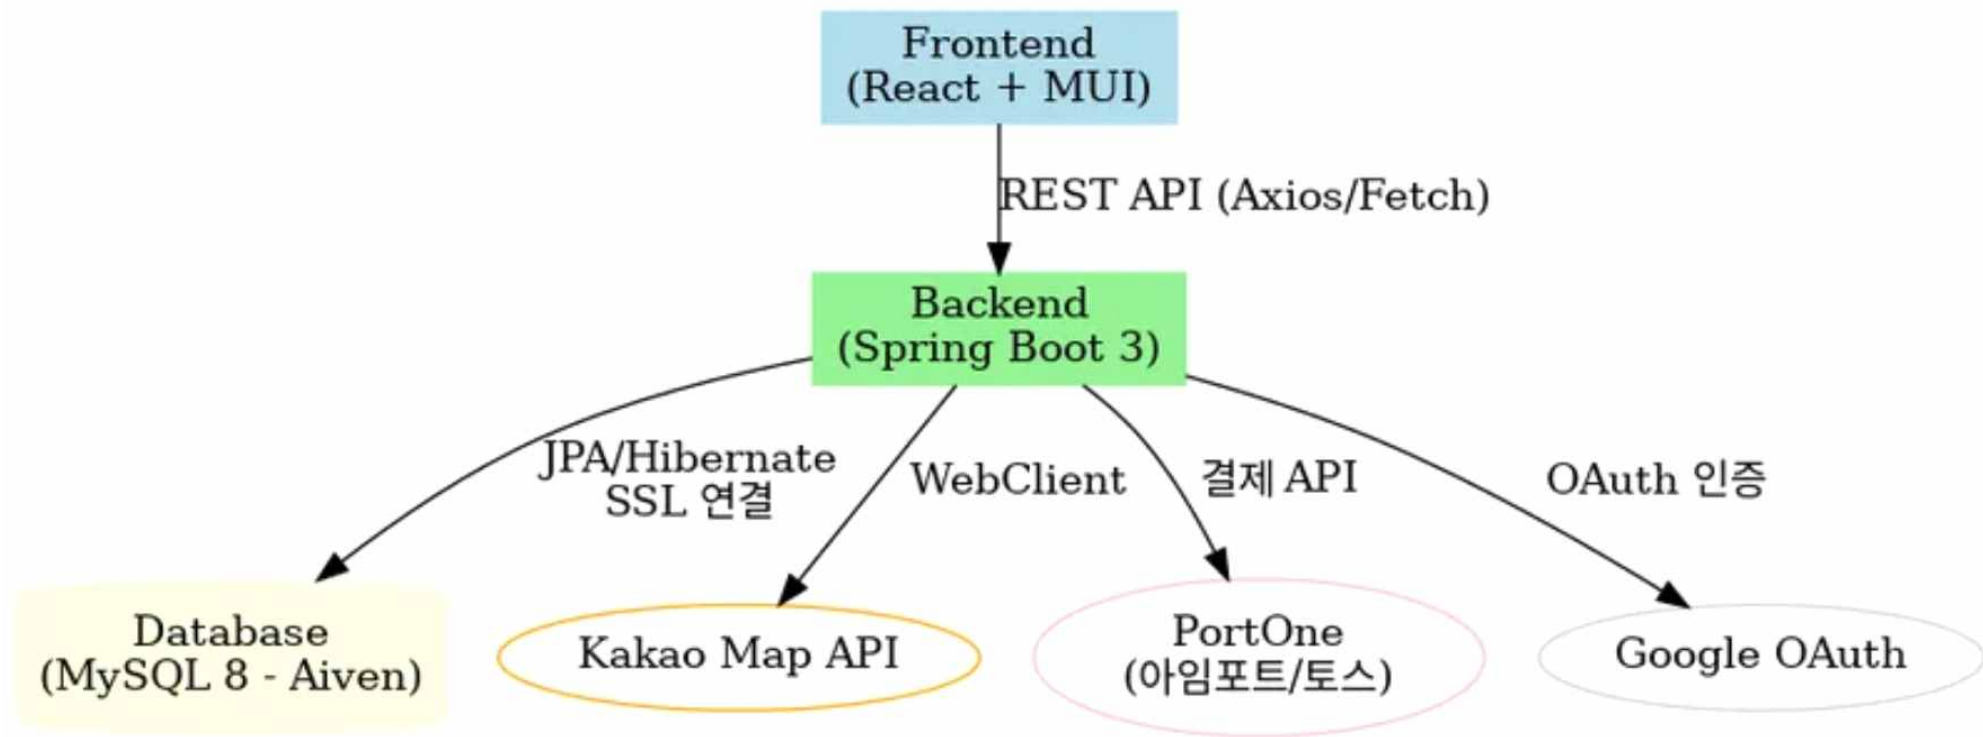 Frontend
(React + MUI)
REST API (Axios/Fetch)
Backend
(Spring Boot 3)
JPA/Hibernate
SSL 연결
WebClient
결제 API
OAuth 인증
Database
(MySQL 8 - Aiven)
Kakao Map API
PortOne
(아임포트/토스)
Google OAuth